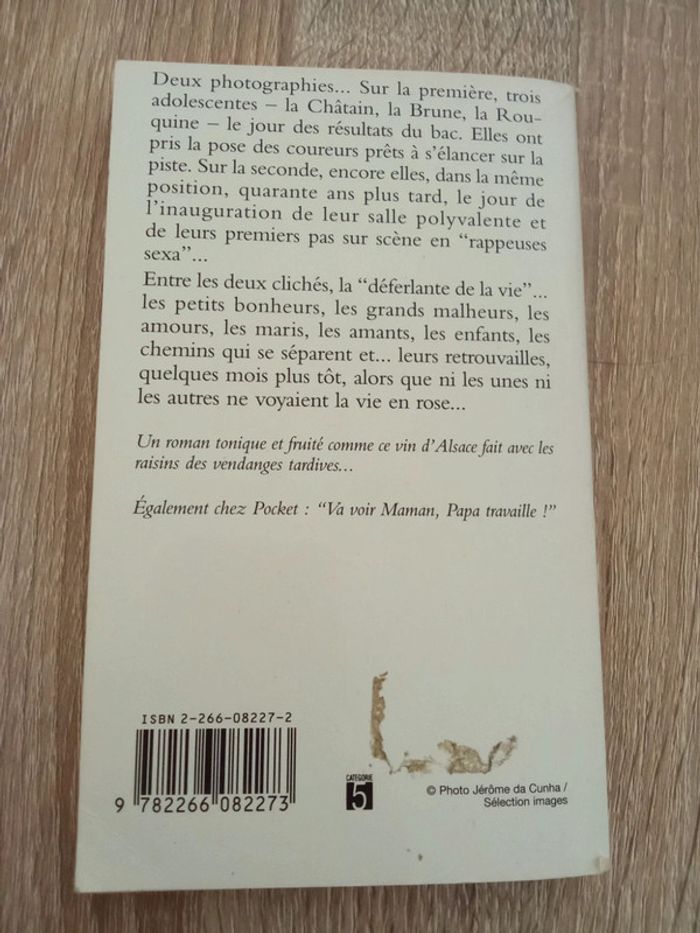 Deux photographies... Sur la première, trois
adolescentes – la Châtain, la Brune, la Rou-
quine – le jour des résultats du bac. Elles ont
pris la pose des coureurs prêts à s'élancer sur la
piste. Sur la seconde, encore elles, dans la même
position, quarante ans plus tard, le jour de
l'inauguration de leur salle polyvalente et
de leurs premiers pas sur scène en “rappeuses
sexa”...
Entre les deux clichés, la “déferlante de la vie”...
les petits bonheurs, les grands malheurs, les
amours, les maris, les amants, les enfants, les
chemins qui se séparent et... leurs retrouvailles,
quelques mois plus tôt, alors que ni les unes ni
les autres ne voyaient la vie en rose...
Un roman tonique et fruité comme ce vin d'Alsace fait avec les
raisins des vendanges tardives...
Également chez Pocket : “Va voir Maman, Papa travaille !”
ISBN 2-266-08227-2
9 782266 082273
CATÉGORIE
5
© Photo Jérôme da Cunha /
Sélection images